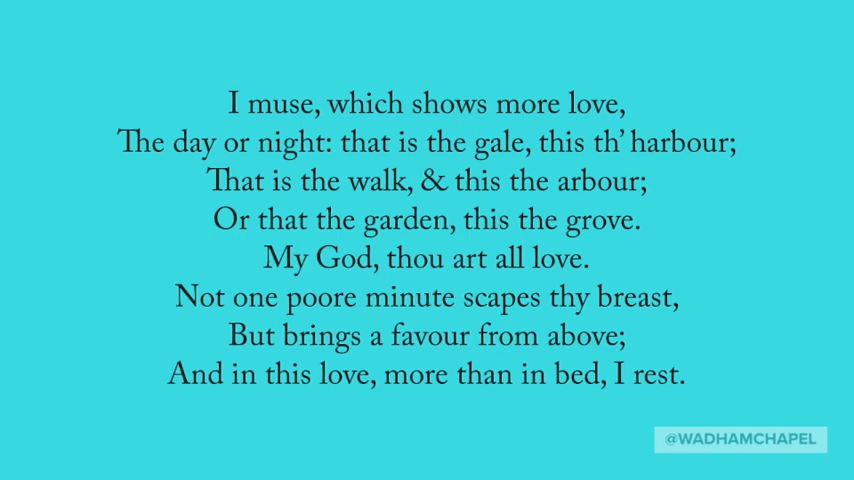 I muse, which shows more love,
The day or night: that is the gale, this th’ harbour;
That is the walk, & this the arbour;
Or that the garden, this the grove.
My God, thou art all love.
Not one poore minute scapes thy breast,
But brings a favour from above;
And in this love, more than in bed, I rest.
@WADHAMCHAPEL